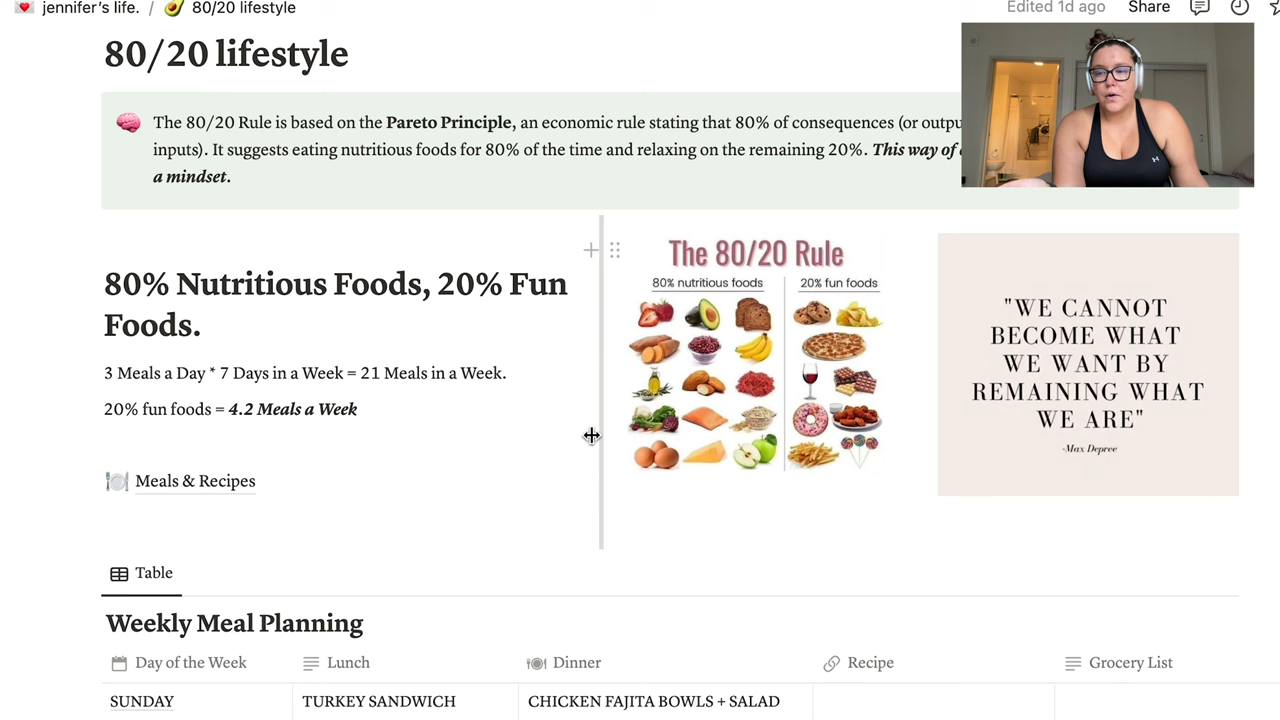 jennifer's life. / 80/20 lifestyle
Edited 1d ago Share
80/20 lifestyle
The 80/20 Rule is based on the Pareto Principle, an economic rule stating that 80% of consequences (or
inputs). It suggests eating nutritious foods for 80% of the time and relaxing on the remaining 20%. This way of
a mindset.
80% Nutritious Foods, 20% Fun
Foods.
3 Meals a Day * 7 Days in a Week = 21 Meals in a Week.
20% fun foods = 4.2 Meals a Week
Meals & Recipes
The 80/20 Rule
80% nutritious foods 20% fun foods
"WE CANNOT
BECOME WHAT
WE WANT BY
REMAINING WHAT
WE ARE"
-Max Depree
Table
Weekly Meal Planning
Day of the Week Lunch Dinner Recipe Grocery List
SUNDAY TURKEY SANDWICH CHICKEN FAJITA BOWLS + SALAD